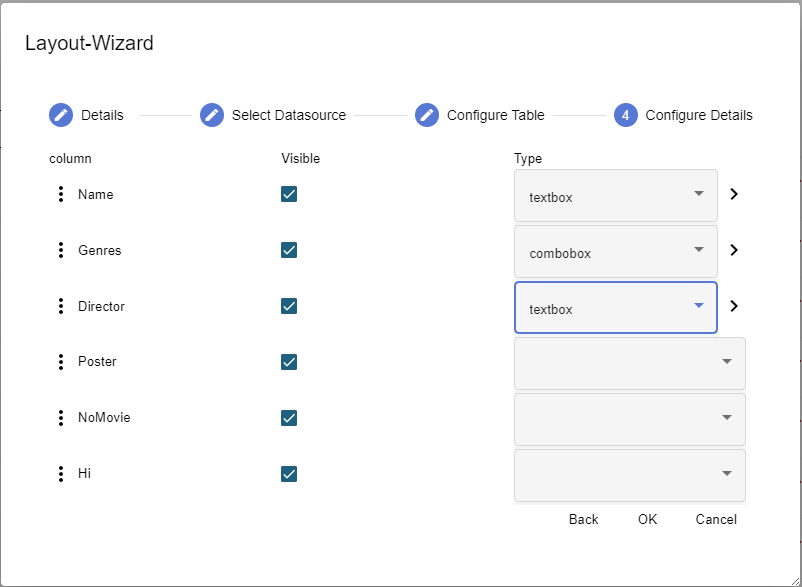 Layout-Wizard
Details Select Datasource Configure Table 4 Configure Details
column Visible Type
Name textbox
Genres combobox
Director textbox
Poster
NoMovie
Hi
Back OK Cancel